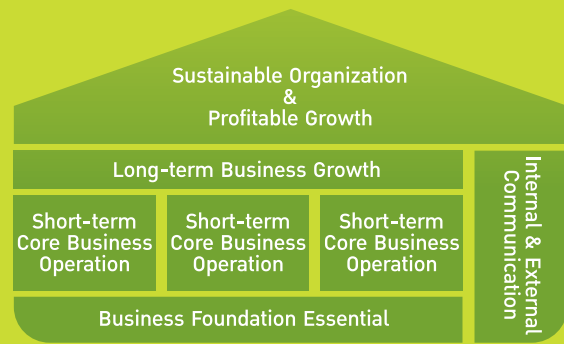 Sustainable Organization
&
Profitable Growth
Long-term Business Growth
Short-term
Core Business
Operation
Short-term
Core Business
Operation
Short-term
Core Business
Operation
Business Foundation Essential
Internal & External
Communication